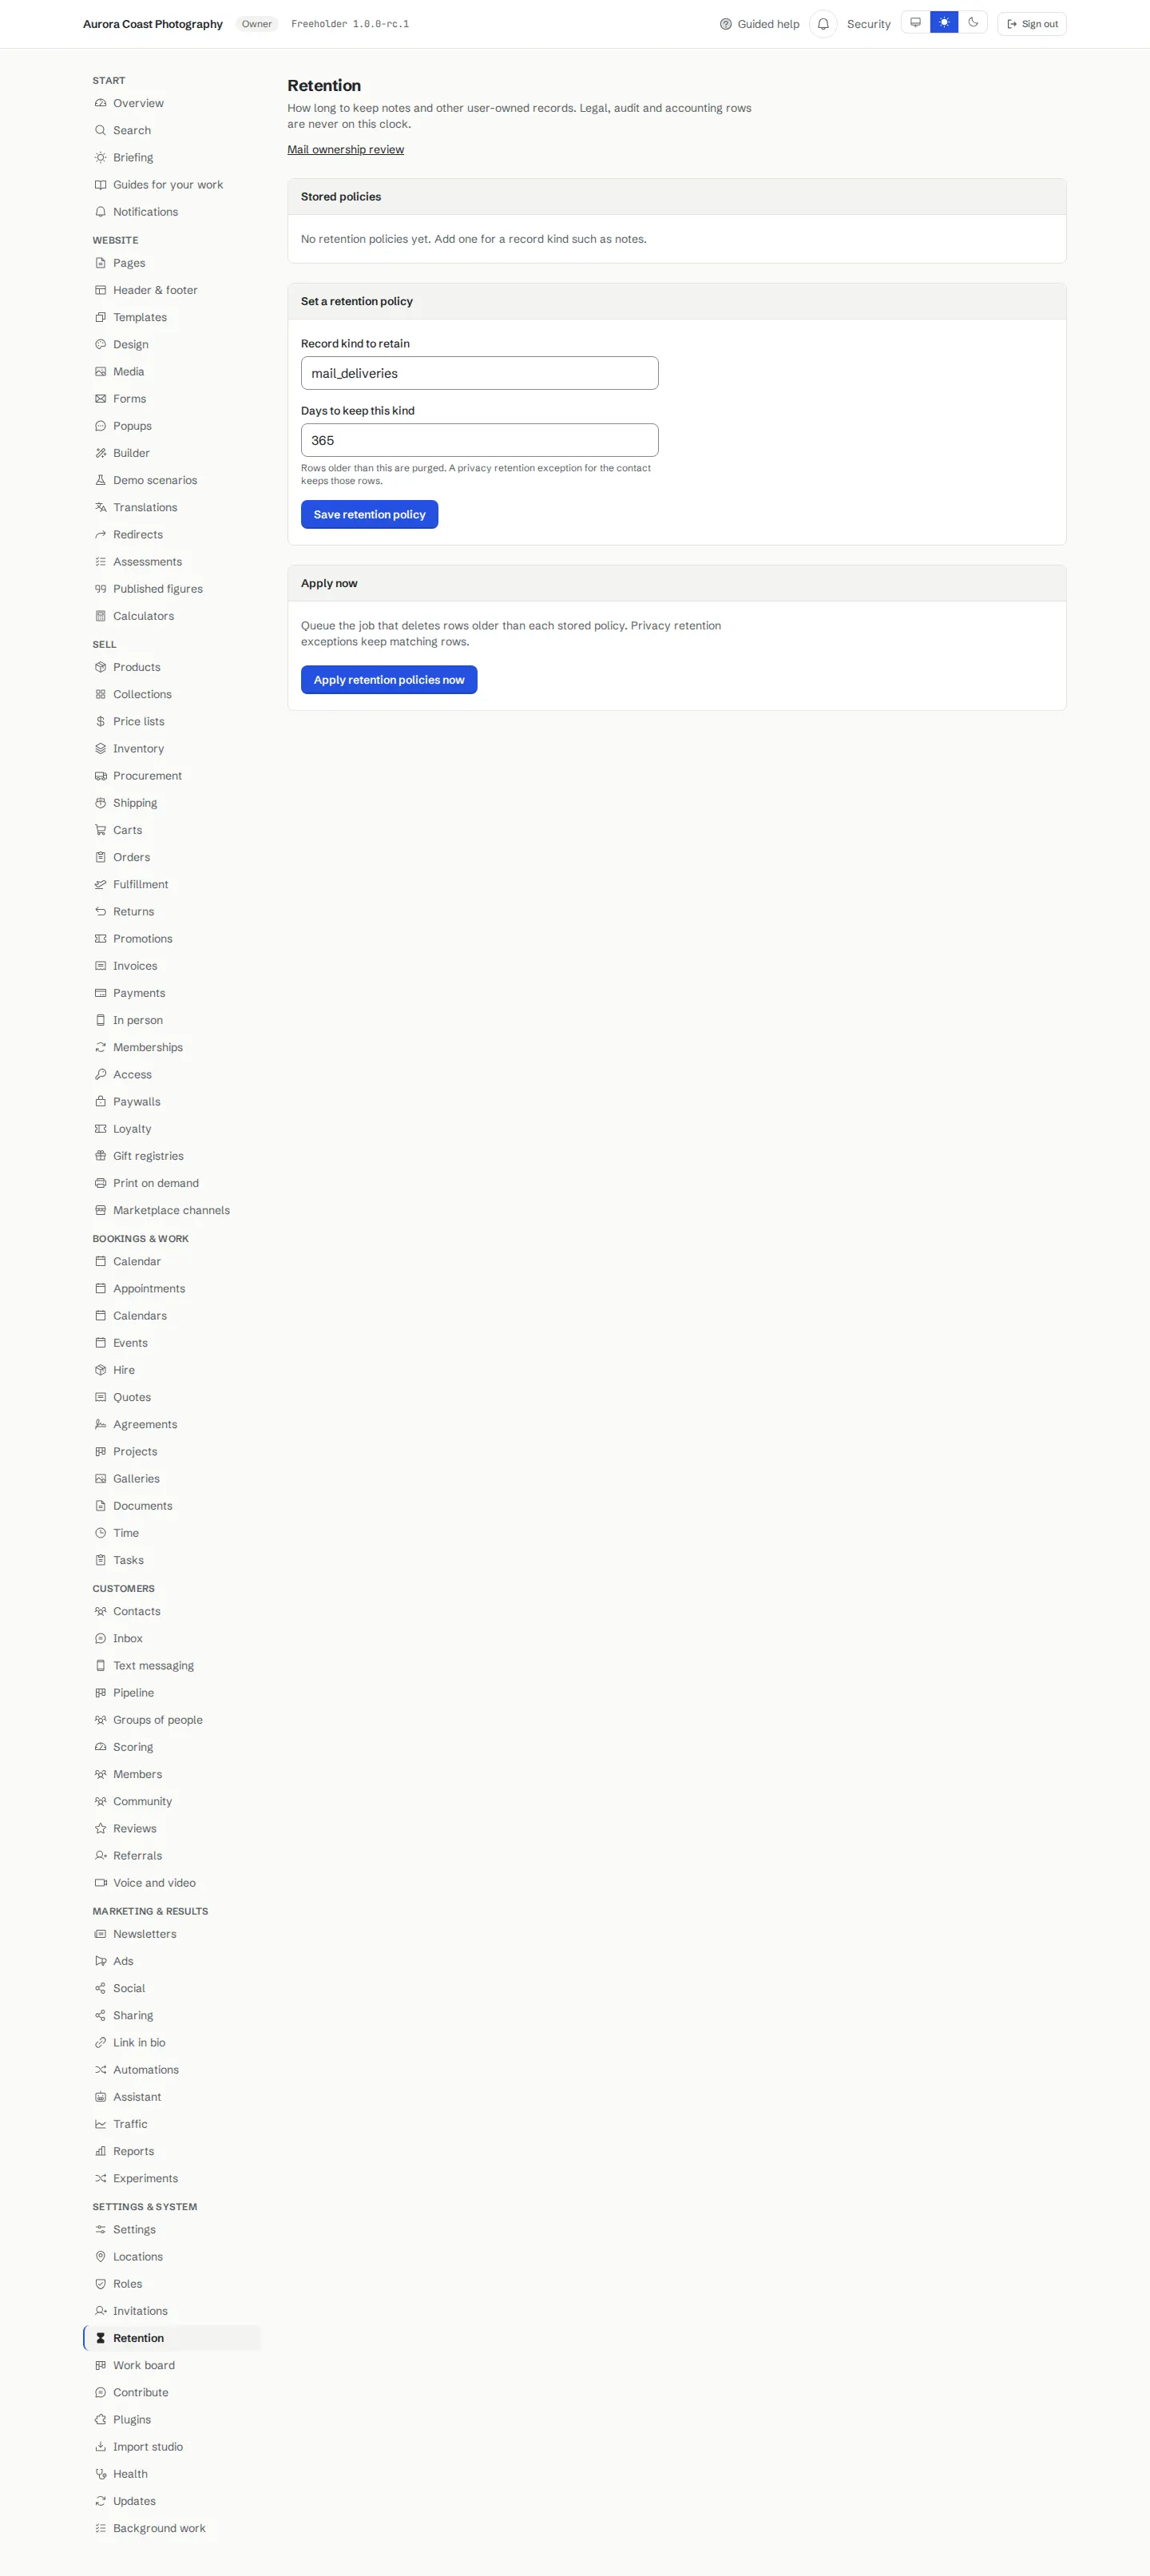 Aurora Coast Photography
Owner
Freeholder 1.0.0-rc.1
Guided help
Security
Sign out
START
Overview
Search
Briefing
Guides for your work
Notifications
WEBSITE
Pages
Header & footer
Templates
Design
Media
Forms
Popups
Builder
Demo scenarios
Translations
Redirects
Assessments
Published figures
Calculators
SELL
Products
Collections
Price lists
Inventory
Procurement
Shipping
Carts
Orders
Fulfillment
Returns
Promotions
Invoices
Payments
In person
Memberships
Access
Paywalls
Loyalty
Gift registries
Print on demand
Marketplace channels
BOOKINGS & WORK
Calendar
Appointments
Calendars
Events
Hire
Quotes
Agreements
Projects
Galleries
Documents
Time
Tasks
CUSTOMERS
Contacts
Inbox
Text messaging
Pipeline
Groups of people
Scoring
Members
Community
Reviews
Referrals
Voice and video
MARKETING & RESULTS
Newsletters
Ads
Social
Sharing
Link in bio
Automations
Assistant
Traffic
Reports
Experiments
SETTINGS & SYSTEM
Settings
Locations
Roles
Invitations
Retention
Work board
Contribute
Plugins
Import studio
Health
Updates
Background work
Retention
How long to keep notes and other user-owned records. Legal, audit and accounting rows
are never on this clock.
Mail ownership review
Stored policies
No retention policies yet. Add one for a record kind such as notes.
Set a retention policy
Record kind to retain
mail_deliveries
Days to keep this kind
365
Rows older than this are purged. A privacy retention exception for the contact
keeps those rows.
Save retention policy
Apply now
Queue the job that deletes rows older than each stored policy. Privacy retention
exceptions keep matching rows.
Apply retention policies now